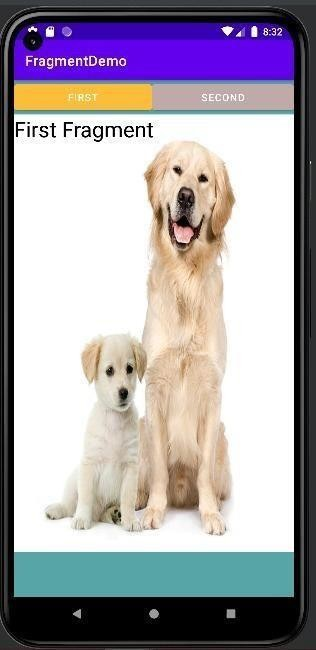 8:32
FragmentDemo
FIRST
SECOND
First Fragment